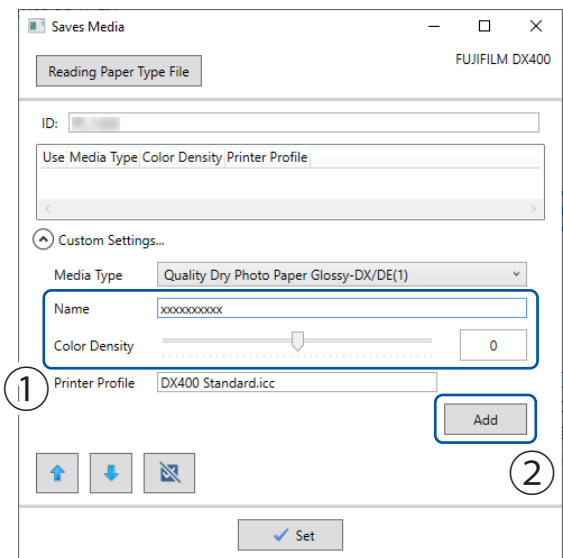 Saves Media
FUJIFILM DX400
Reading Paper Type File
ID:
Use Media Type Color Density Printer Profile
Custom Settings...
Media Type Quality Dry Photo Paper Glossy-DX/DE(1)
Name xxxxxxxxxx
Color Density 0
① Printer Profile DX400 Standard.icc
Add
②
Set